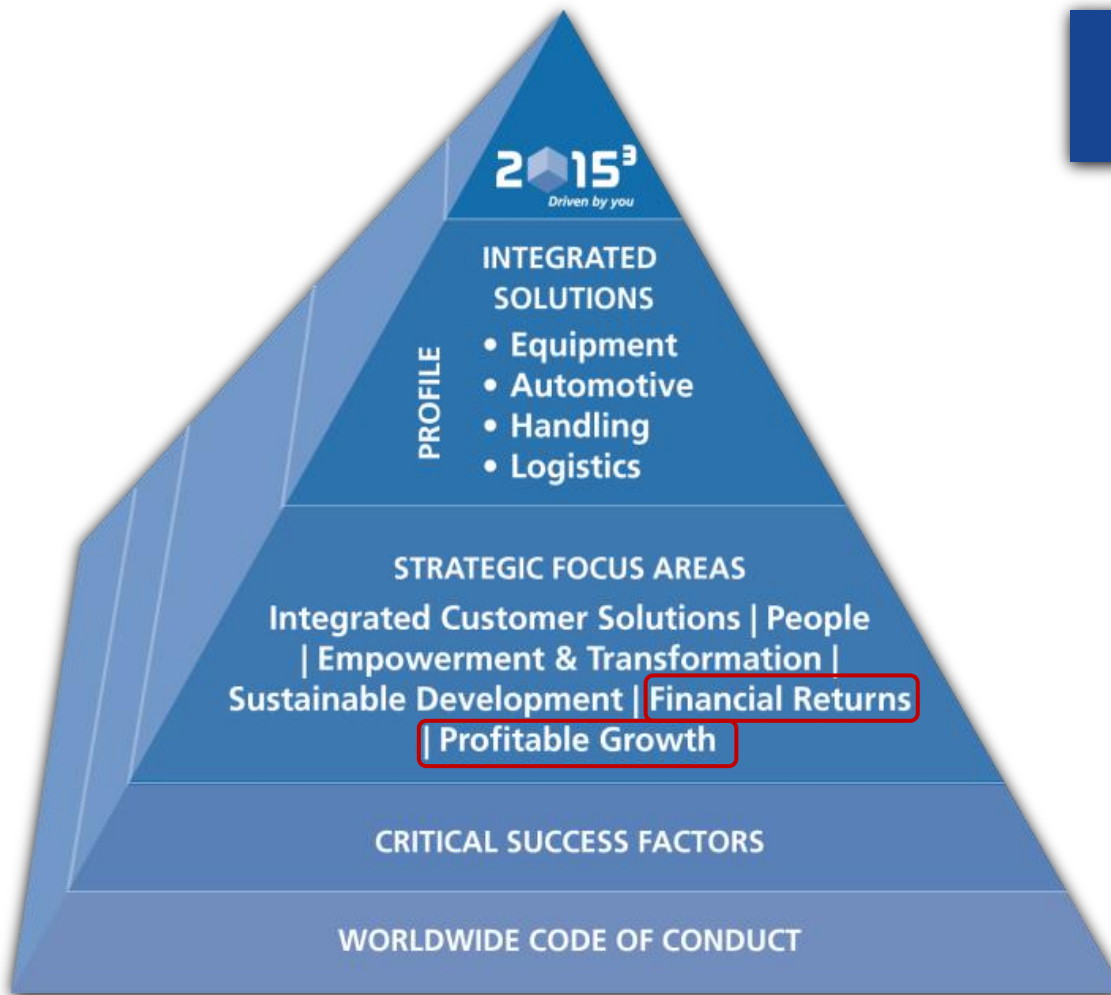 2015³
Driven by you
INTEGRATED
SOLUTIONS
PROFILE
• Equipment
• Automotive
• Handling
• Logistics
STRATEGIC FOCUS AREAS
Integrated Customer Solutions | People
| Empowerment & Transformation |
Sustainable Development | Financial Returns
| Profitable Growth
CRITICAL SUCCESS FACTORS
WORLDWIDE CODE OF CONDUCT